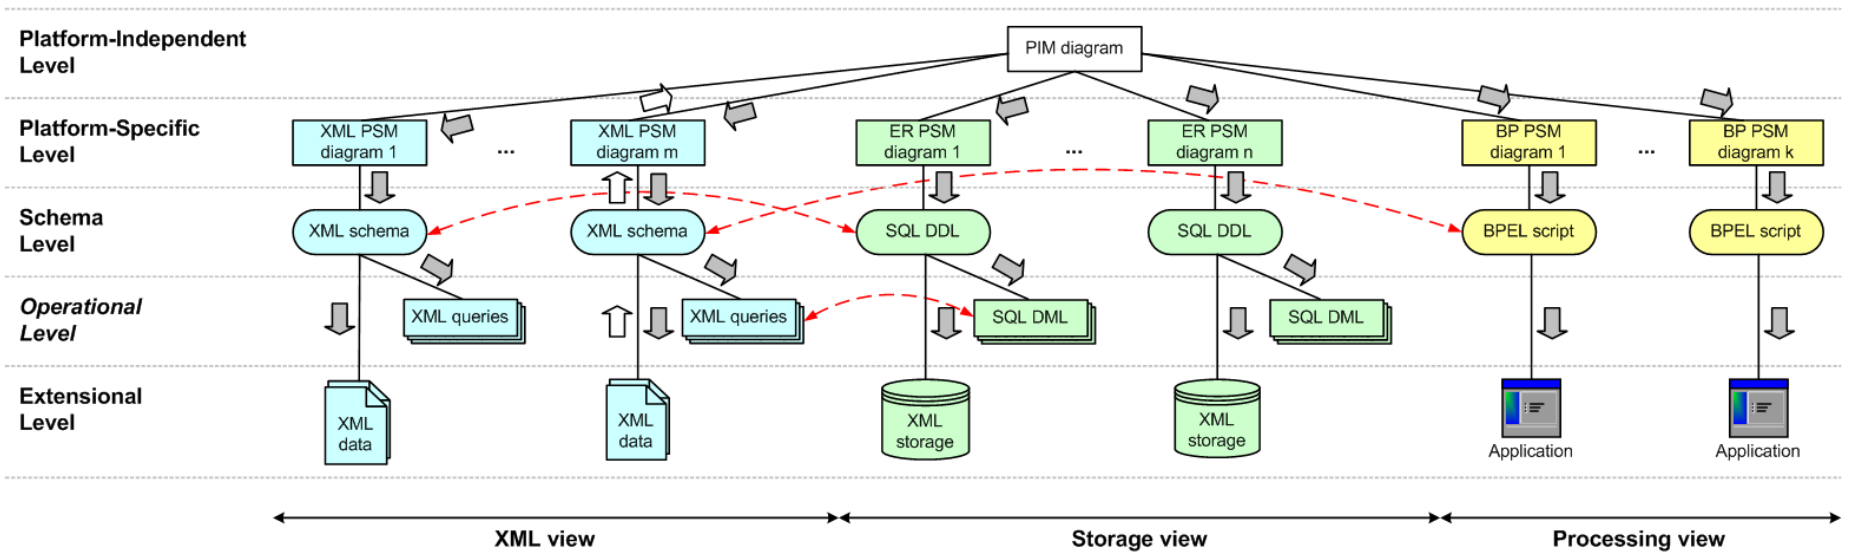 Platform-Independent
Level
PIM diagram
Platform-Specific
Level
XML PSM
diagram 1
...
XML PSM
diagram m
ER PSM
diagram 1
...
ER PSM
diagram n
BP PSM
diagram 1
...
BP PSM
diagram k
Schema
Level
XML schema
XML schema
SQL DDL
SQL DDL
BPEL script
BPEL script
Operational
Level
XML queries
XML queries
SQL DML
SQL DML
Extensional
Level
XML
data
XML
data
XML
storage
XML
storage
Application
Application
XML view
Storage view
Processing view